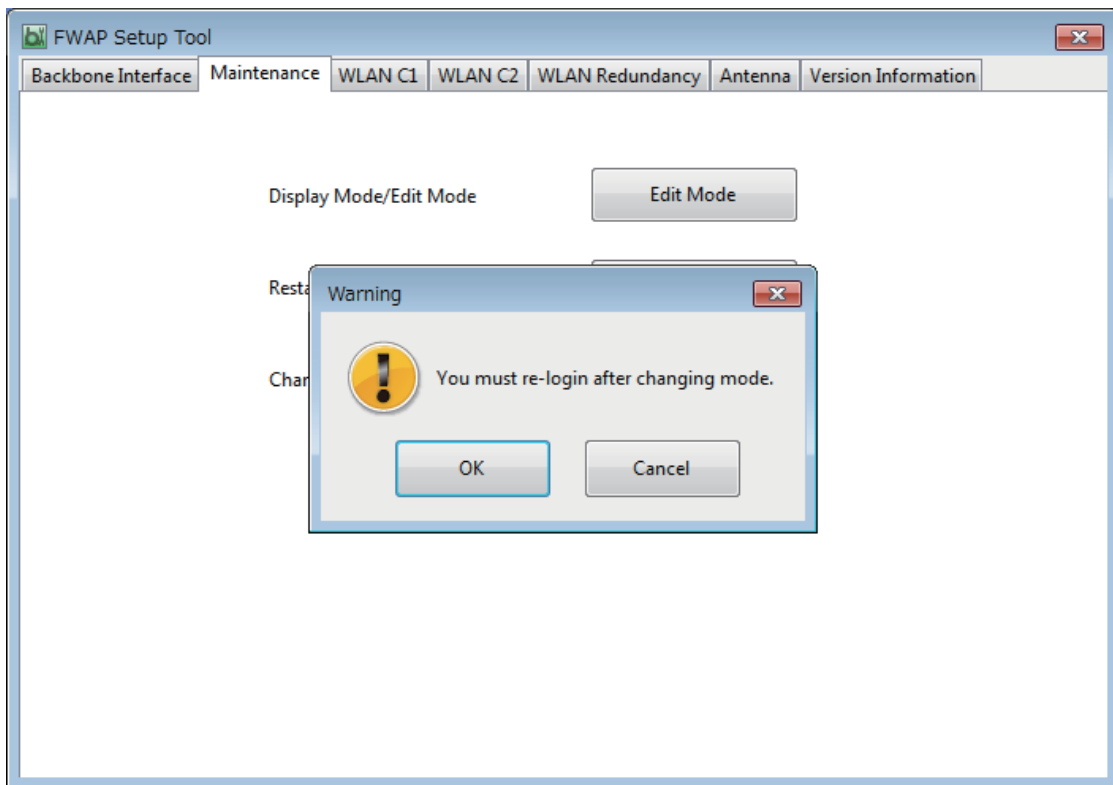 FWAP Setup Tool
Backbone Interface Maintenance WLAN C1 WLAN C2 WLAN Redundancy Antenna Version Information
Display Mode/Edit Mode Edit Mode
Warning
You must re-login after changing mode.
OK Cancel